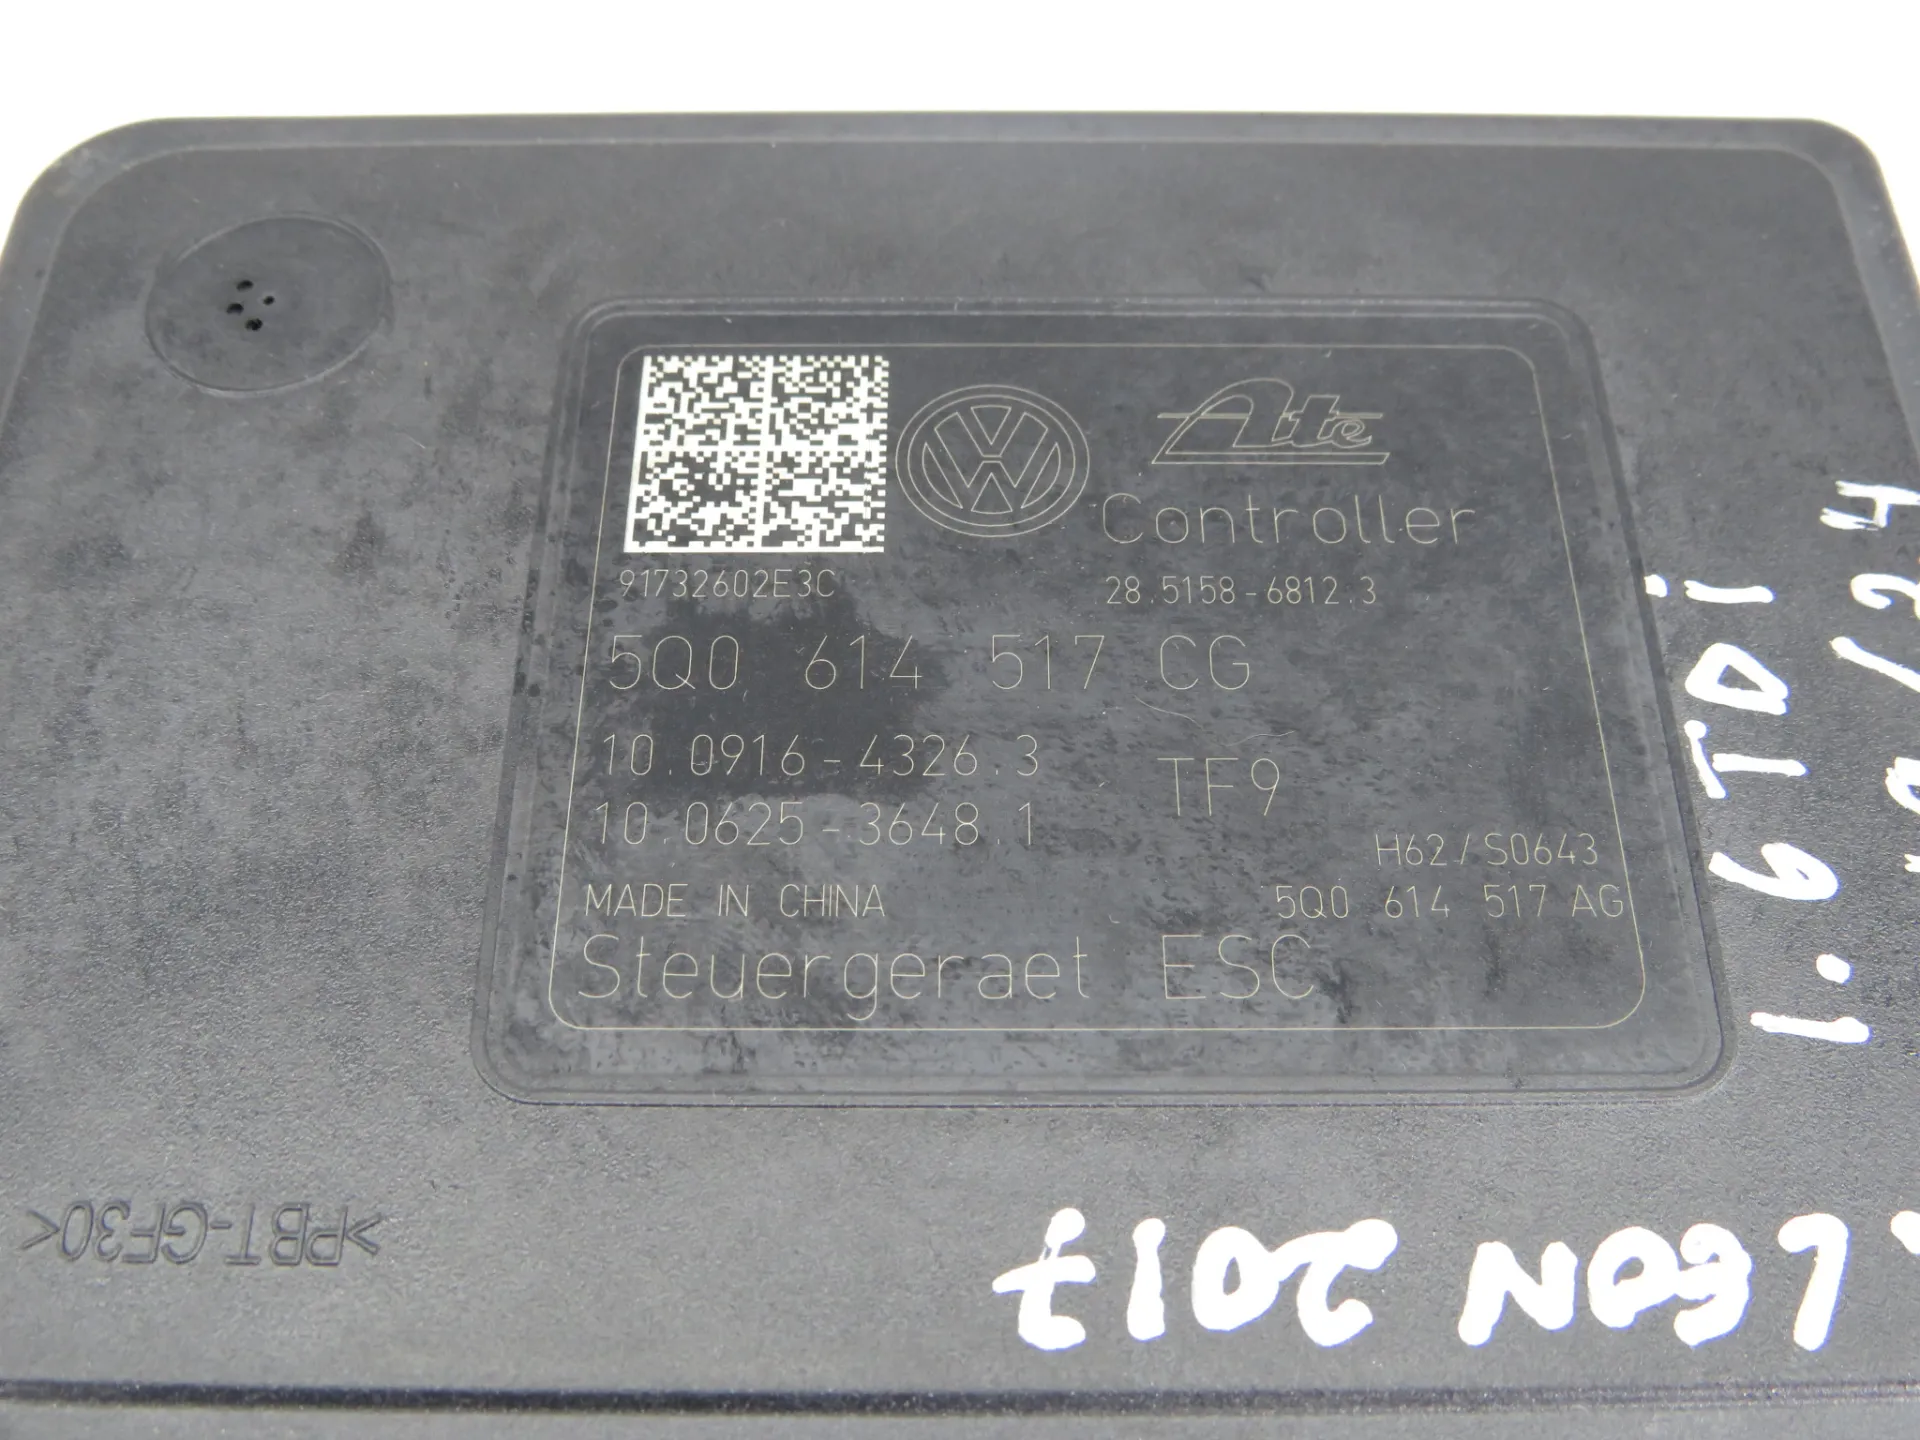 Ate
Controller
91732602E3C
28.5158-6812.3
5Q0 614 517 CG
10.0916-4326.3
TF9
10.0625-3648.1
H62/S0643
MADE IN CHINA
5Q0 614 517 AG
Steuergeraet ESC
>PBT-GF30<
LEON 2017
1.6 TDI